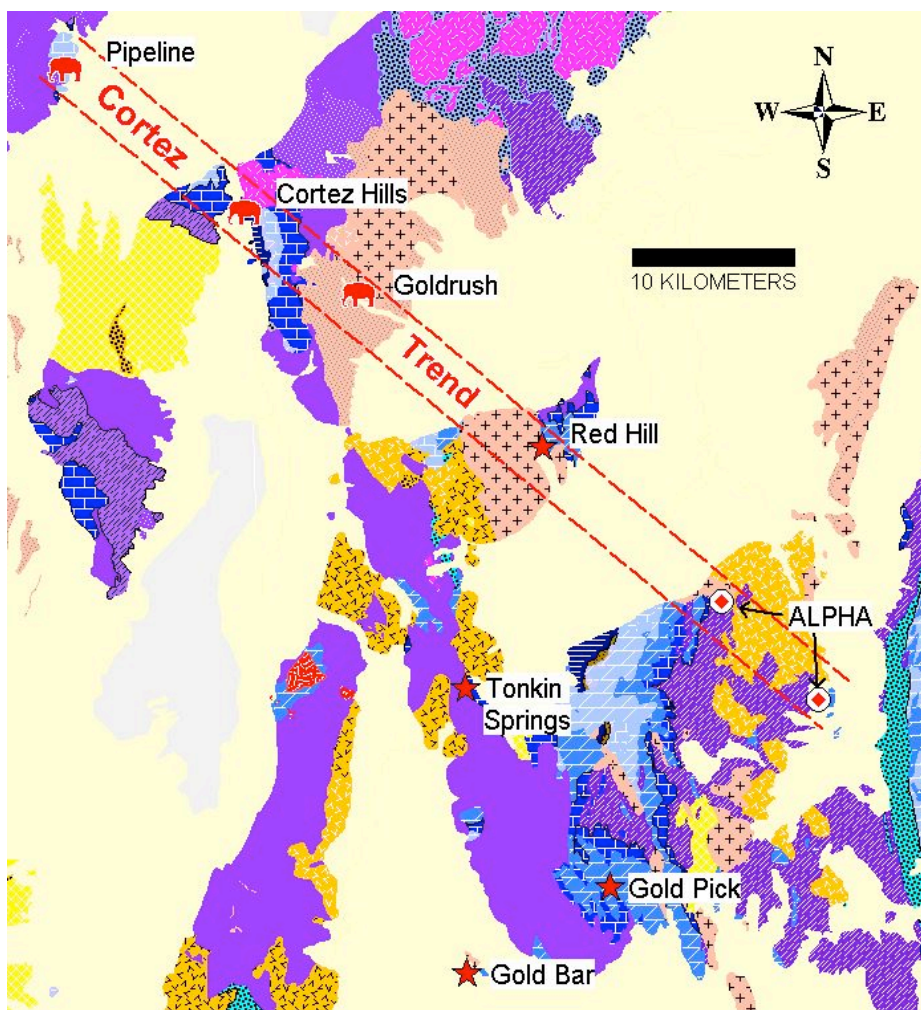 Pipeline
N
W E
S
Cortez
Cortez Hills
10 KILOMETERS
Goldrush
Trend
Red Hill
ALPHA
Tonkin
Springs
Gold Pick
Gold Bar